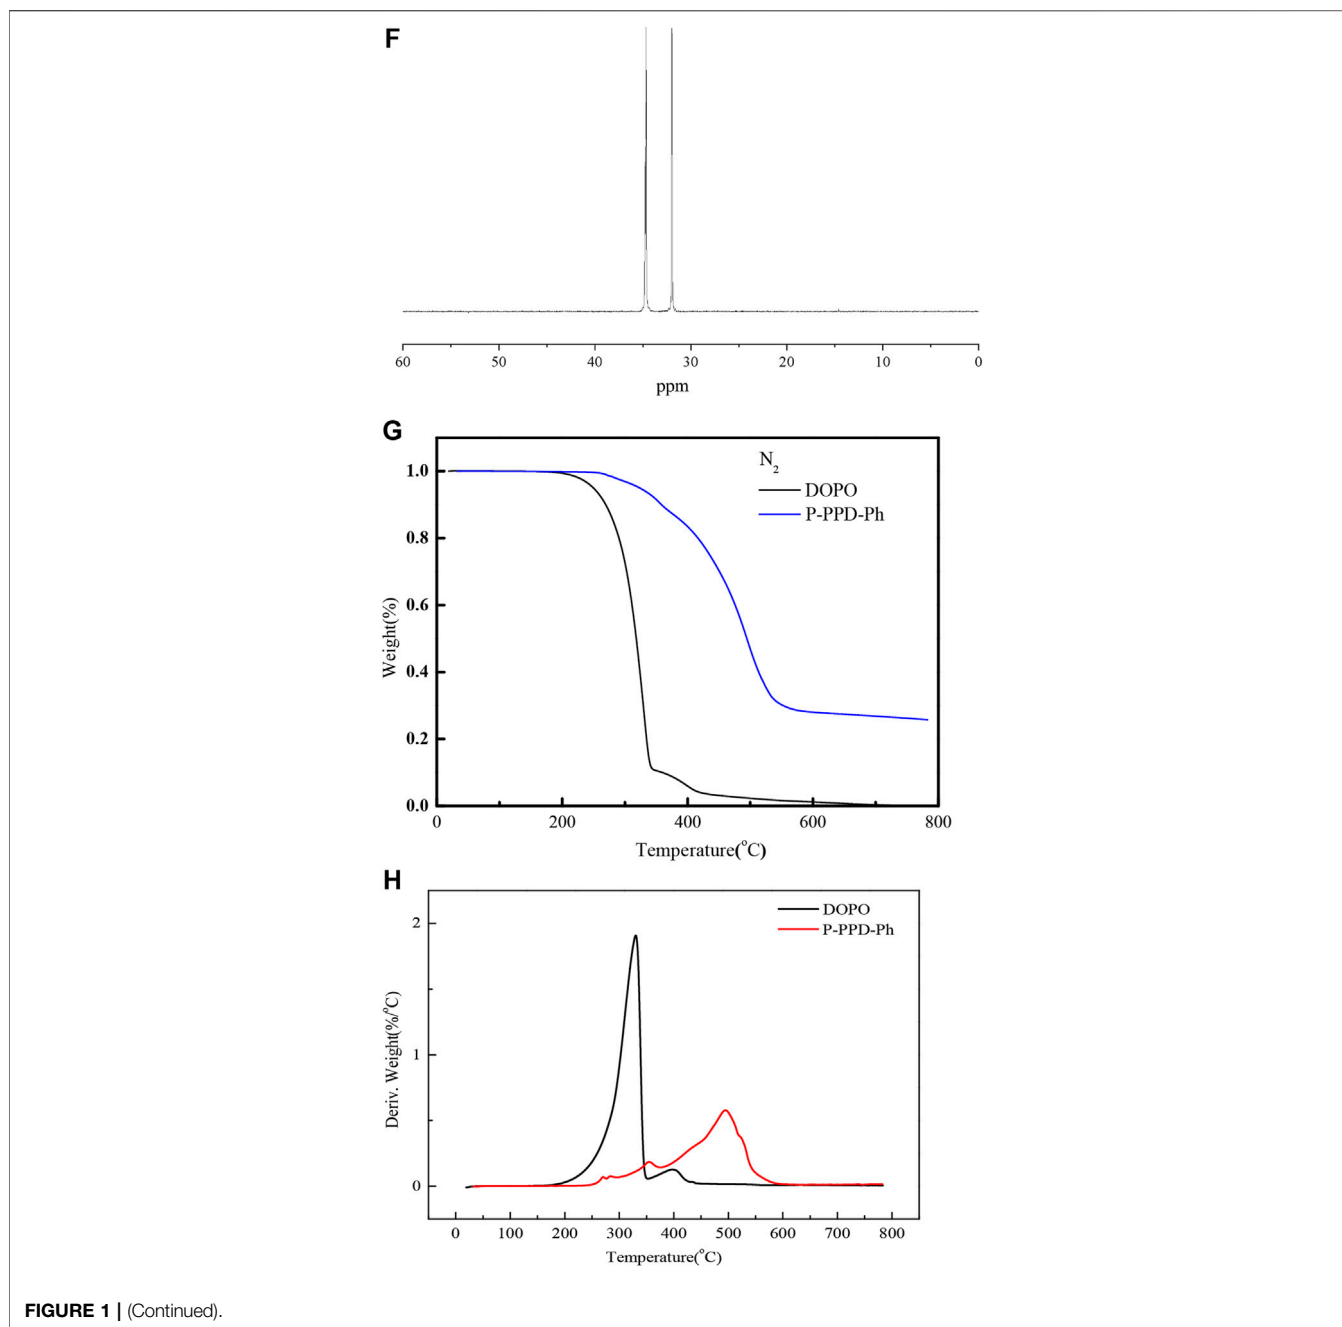 F
60 50 40 30 20 10 0
ppm
G
N₂
DOPO
P-PPD-Ph
1.0
0.8
0.6
0.4
0.2
0.0
Weight(%)
0 200 400 600 800
Temperature(°C)
H
DOPO
P-PPD-Ph
2
1
0
Deriv. Weight(%/°C)
0 100 200 300 400 500 600 700 800
Temperature(°C)
FIGURE 1 | (Continued).